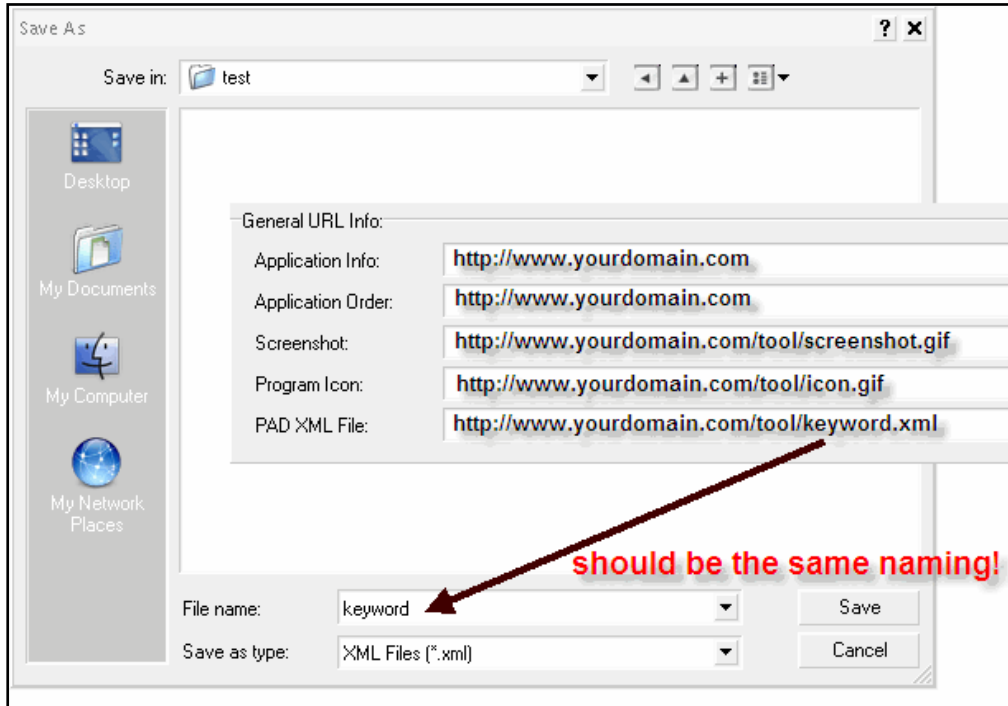 Save As
Save in: test
Desktop
My Documents
My Computer
My Network
Places
General URL Info:
Application Info: http://www.yourdomain.com
Application Order: http://www.yourdomain.com
Screenshot: http://www.yourdomain.com/tool/screenshot.gif
Program Icon: http://www.yourdomain.com/tool/icon.gif
PAD XML File: http://www.yourdomain.com/tool/keyword.xml
should be the same naming!
File name: keyword Save
Save as type: XML Files (*.xml) Cancel